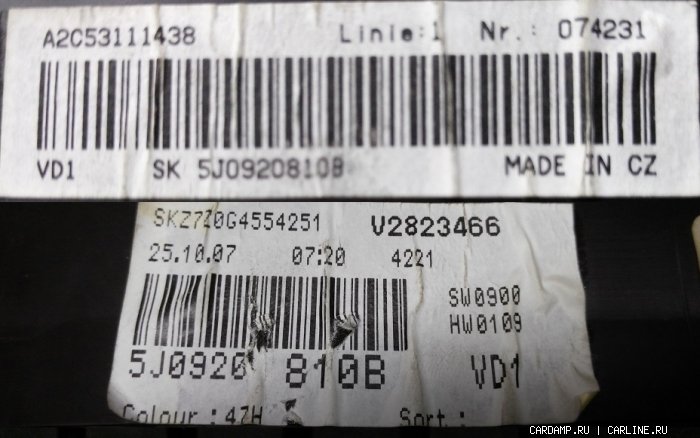 A2C53111438 Linie:1 Nr.: 074231
VD1 SK 5J0920810B MADE IN CZ
SKZ7Z0G4554251 V2823466
25.10.07 07:20 4221
SW0900
HW0109
5J0920 810B VD1
Colour : 47H Sort.:
CARDAMP.RU | CARLINE.RU